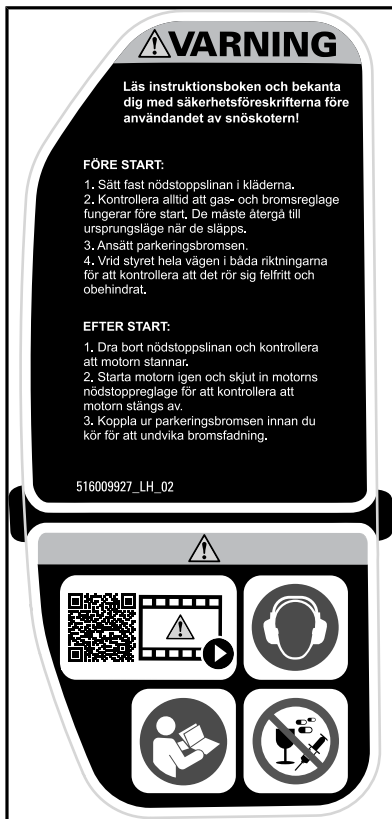 VARNING
Läs instruktionsboken och bekanta
dig med säkerhetsföreskrifterna före
användandet av snöskotern!
FÖRE START:
1. Sätt fast nödstoppslinan i kläderna.
2. Kontrollera alltid att gas- och bromsreglage
fungerar före start. De måste återgå till
ursprungsläge när de släpps.
3. Ansätt parkeringsbromsen.
4. Vrid styret hela vägen i båda riktningarna
för att kontrollera att det rör sig felfritt och
obehindrat.
EFTER START:
1. Dra bort nödstoppslinan och kontrollera
att motorn stannar.
2. Starta motorn igen och skjut in motorns
nödstoppreglage för att kontrollera att
motorn stängs av.
3. Koppla ur parkeringsbromsen innan du
kör för att undvika bromsfadning.
516009927_LH_02